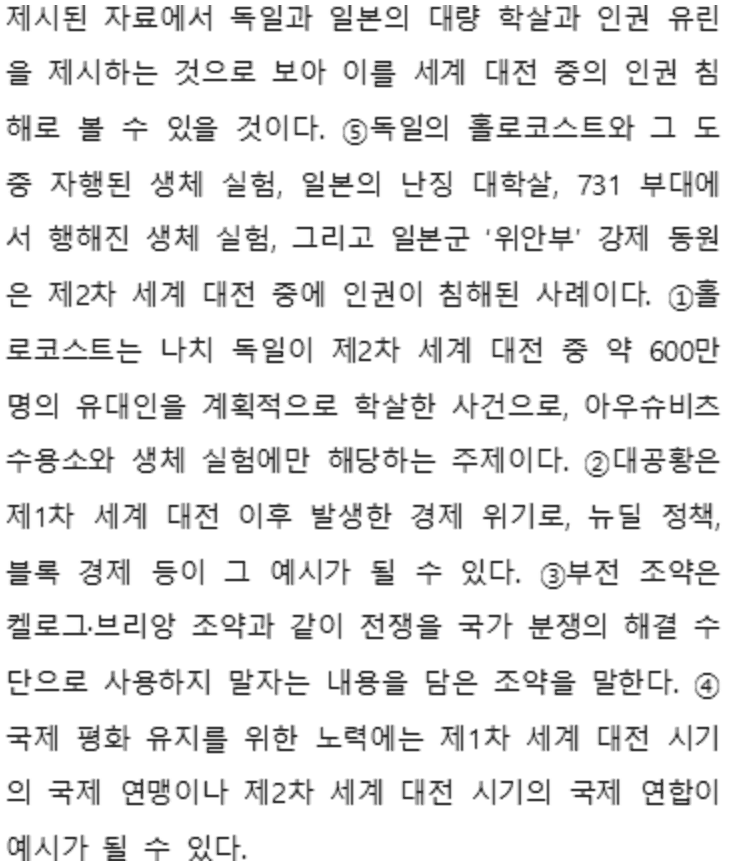 제시된 자료에서 독일과 일본의 대량 학살과 인권 유린
을 제시하는 것으로 보아 이를 세계 대전 중의 인권 침
해로 볼 수 있을 것이다. ⑤독일의 홀로코스트와 그 도
중 자행된 생체 실험, 일본의 난징 대학살, 731 부대에
서 행해진 생체 실험, 그리고 일본군 ‘위안부’ 강제 동원
은 제2차 세계 대전 중에 인권이 침해된 사례이다. ①홀
로코스트는 나치 독일이 제2차 세계 대전 중 약 600만
명의 유대인을 계획적으로 학살한 사건으로, 아우슈비츠
수용소와 생체 실험에만 해당하는 주제이다. ②대공황은
제1차 세계 대전 이후 발생한 경제 위기로, 뉴딜 정책,
블록 경제 등이 그 예시가 될 수 있다. ③부전 조약은
켈로그·브리앙 조약과 같이 전쟁을 국가 분쟁의 해결 수
단으로 사용하지 말자는 내용을 담은 조약을 말한다. ④
국제 평화 유지를 위한 노력에는 제1차 세계 대전 시기
의 국제 연맹이나 제2차 세계 대전 시기의 국제 연합이
예시가 될 수 있다.